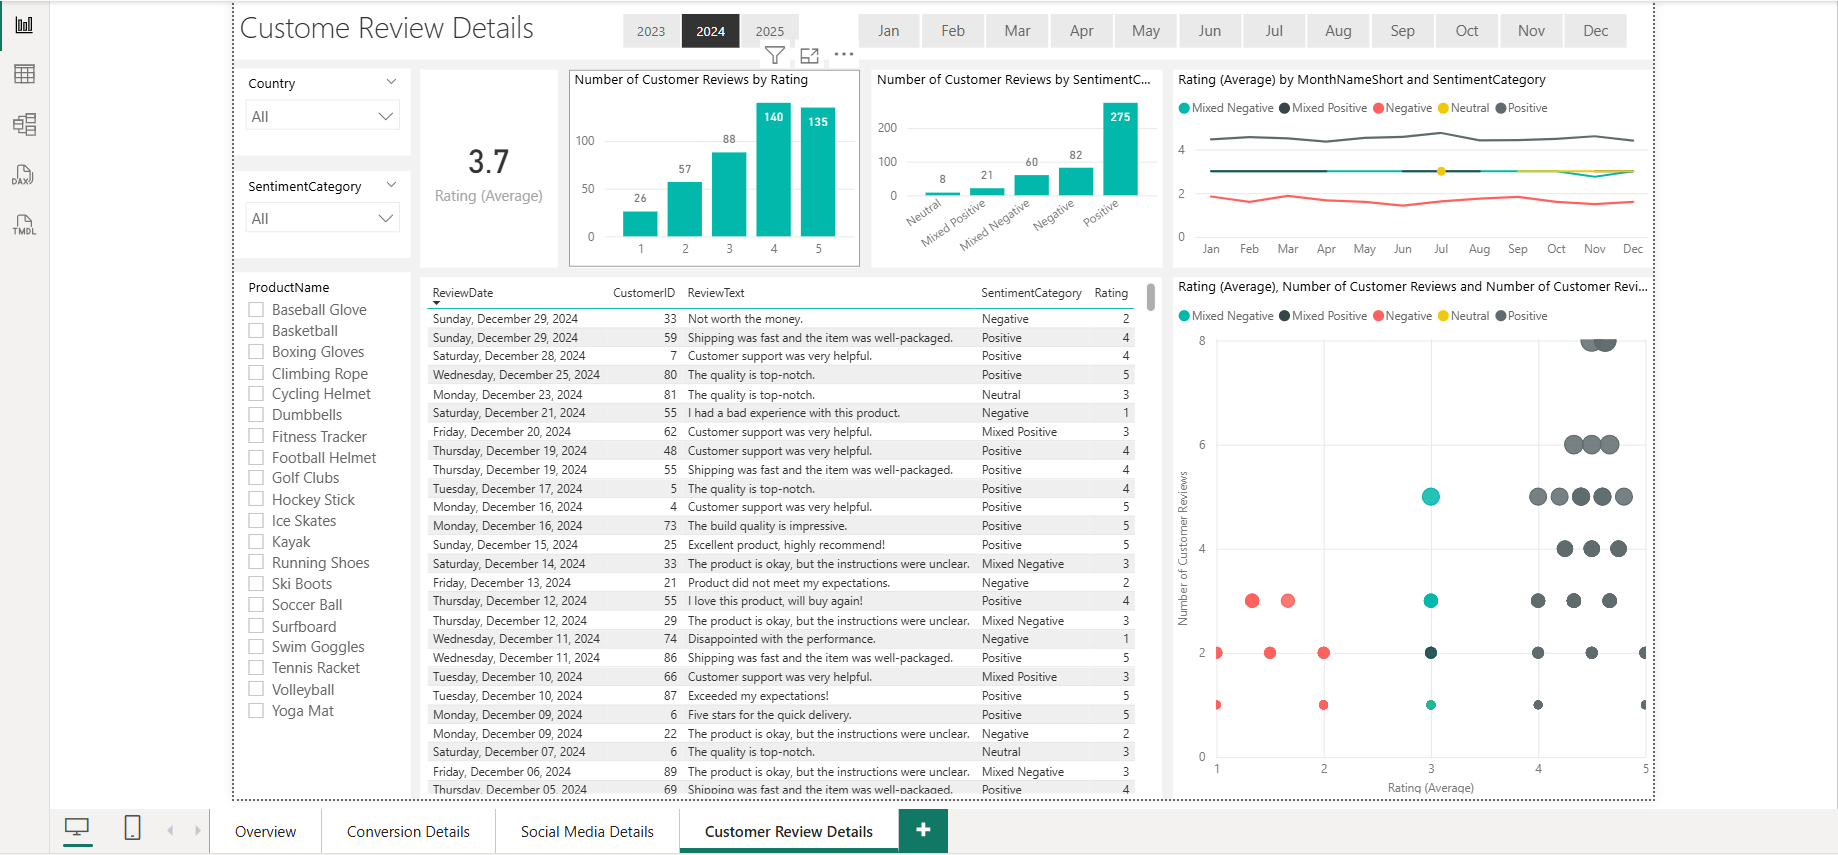 Custome Review Details
2023 2024 2025
Jan Feb Mar Apr May Jun Jul Aug Sep Oct Nov Dec
Country
All
SentimentCategory
All
3.7
Rating (Average)
Number of Customer Reviews by Rating
100
50
0
26 57 88 140 135
1 2 3 4 5
Number of Customer Reviews by SentimentC...
200
100
0
8 21 60 82 275
Neutral Mixed Positive Mixed Negative Negative Positive
Rating (Average) by MonthNameShort and SentimentCategory
Mixed Negative Mixed Positive Negative Neutral Positive
4
2
0
Jan Feb Mar Apr May Jun Jul Aug Sep Oct Nov Dec
ProductName
Baseball Glove
Basketball
Boxing Gloves
Climbing Rope
Cycling Helmet
Dumbbells
Fitness Tracker
Football Helmet
Golf Clubs
Hockey Stick
Ice Skates
Kayak
Running Shoes
Ski Boots
Soccer Ball
Surfboard
Swim Goggles
Tennis Racket
Volleyball
Yoga Mat
ReviewDate CustomerID ReviewText SentimentCategory Rating
Sunday, December 29, 2024 33 Not worth the money. Negative 2
Sunday, December 29, 2024 59 Shipping was fast and the item was well-packaged. Positive 4
Saturday, December 28, 2024 7 Customer support was very helpful. Positive 4
Wednesday, December 25, 2024 80 The quality is top-notch. Positive 5
Monday, December 23, 2024 81 The quality is top-notch. Neutral 3
Saturday, December 21, 2024 55 I had a bad experience with this product. Negative 1
Friday, December 20, 2024 62 Customer support was very helpful. Mixed Positive 3
Thursday, December 19, 2024 48 Customer support was very helpful. Positive 4
Thursday, December 19, 2024 55 Shipping was fast and the item was well-packaged. Positive 4
Tuesday, December 17, 2024 5 The quality is top-notch. Positive 4
Monday, December 16, 2024 4 Customer support was very helpful. Positive 5
Monday, December 16, 2024 73 The build quality is impressive. Positive 5
Sunday, December 15, 2024 25 Excellent product, highly recommend! Positive 5
Saturday, December 14, 2024 33 The product is okay, but the instructions were unclear. Mixed Negative 3
Friday, December 13, 2024 21 Product did not meet my expectations. Negative 2
Thursday, December 12, 2024 55 I love this product, will buy again! Positive 4
Thursday, December 12, 2024 29 The product is okay, but the instructions were unclear. Mixed Negative 3
Wednesday, December 11, 2024 74 Disappointed with the performance. Negative 1
Wednesday, December 11, 2024 86 Shipping was fast and the item was well-packaged. Positive 5
Tuesday, December 10, 2024 66 Customer support was very helpful. Mixed Positive 3
Tuesday, December 10, 2024 87 Exceeded my expectations! Positive 5
Monday, December 09, 2024 6 Five stars for the quick delivery. Positive 5
Monday, December 09, 2024 22 The product is okay, but the instructions were unclear. Negative 2
Saturday, December 07, 2024 6 The quality is top-notch. Neutral 3
Friday, December 06, 2024 89 The product is okay, but the instructions were unclear. Mixed Negative 3
Thursday, December 05, 2024 69 Shipping was fast and the item was well-packaged. Positive 4
Rating (Average), Number of Customer Reviews and Number of Customer Revi...
Mixed Negative Mixed Positive Negative Neutral Positive
Number of Customer Reviews
8
6
4
2
0
1 2 3 4 5
Rating (Average)
DAX
TMDL
Overview Conversion Details Social Media Details Customer Review Details +